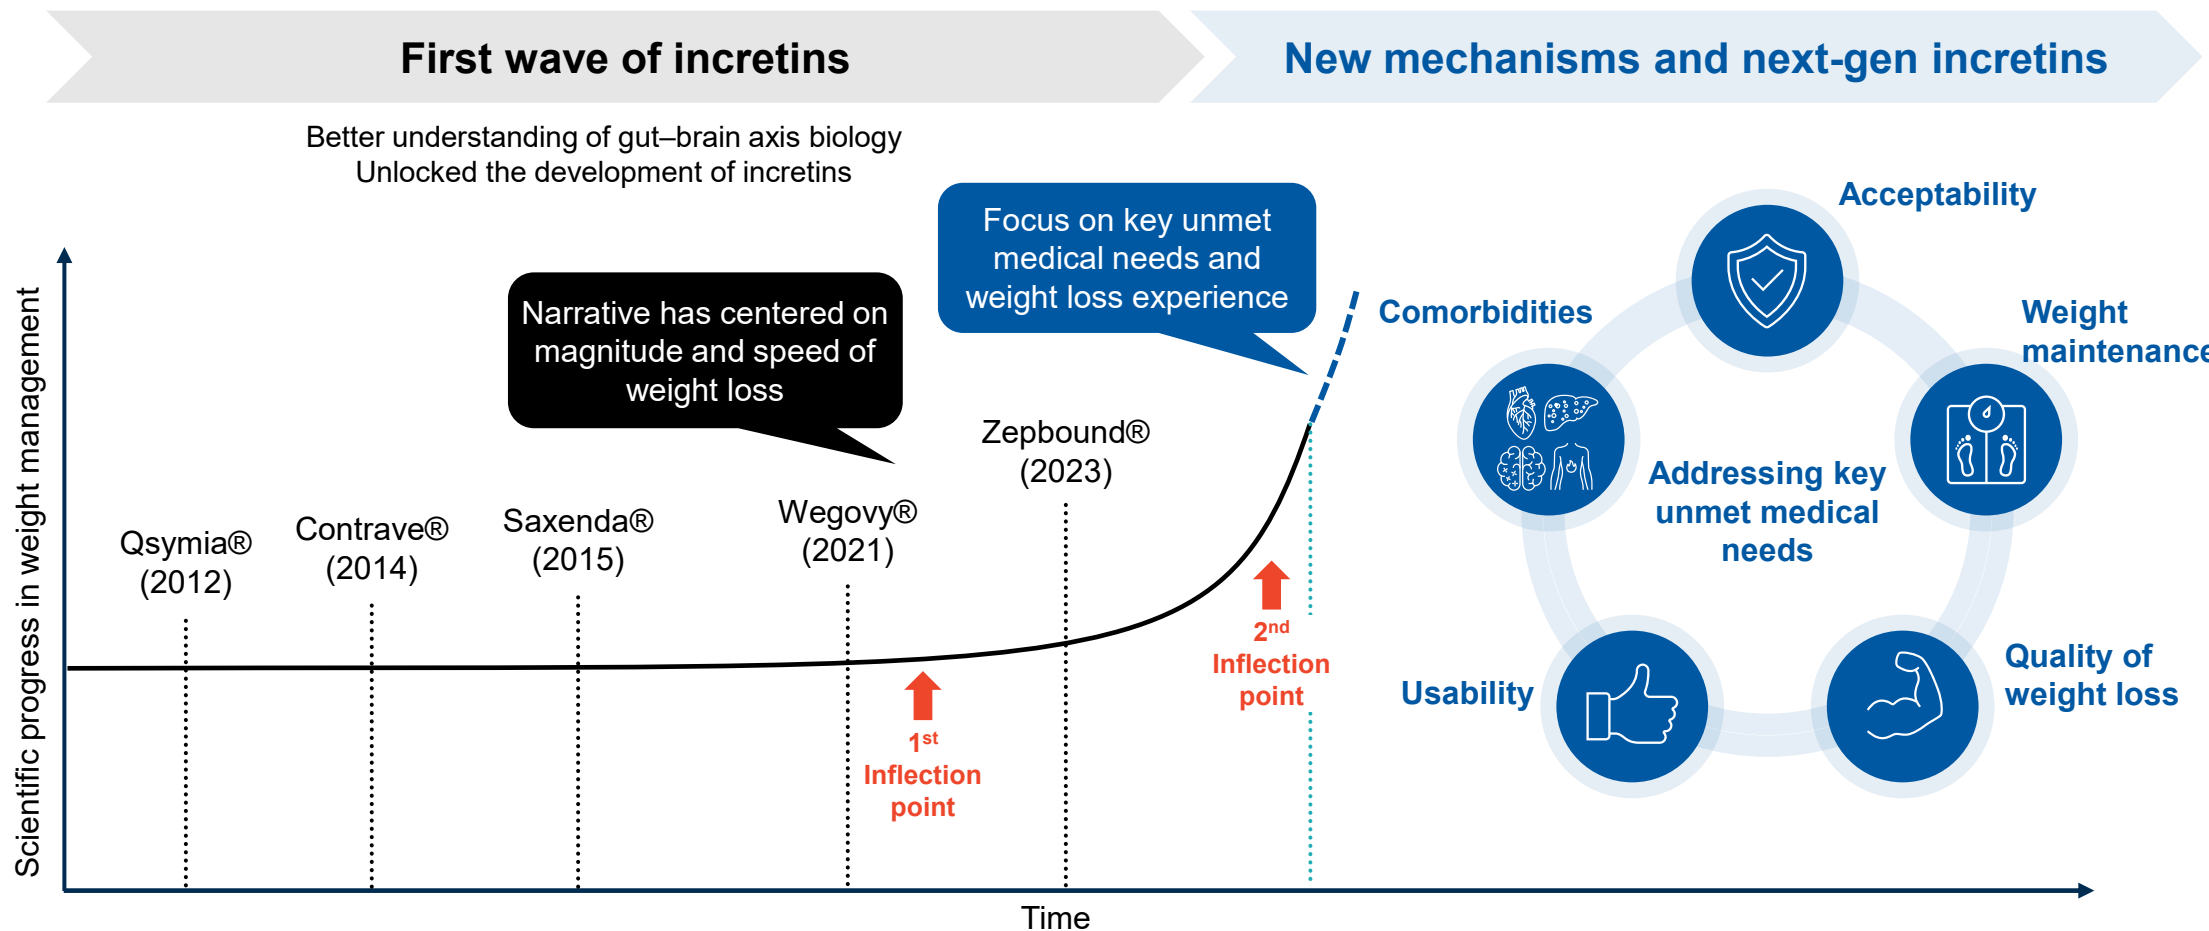 First wave of incretins
New mechanisms and next-gen incretins
Better understanding of gut–brain axis biology
Unlocked the development of incretins
Focus on key unmet
medical needs and
weight loss experience
Narrative has centered on
magnitude and speed of
weight loss
Scientific progress in weight management
Qsymia®
(2012)
Contrave®
(2014)
Saxenda®
(2015)
Wegovy®
(2021)
Zepbound®
(2023)
1st
Inflection
point
2nd
Inflection
point
Time
Acceptability
Comorbidities
Weight
maintenance
Addressing key
unmet medical
needs
Usability
Quality of
weight loss